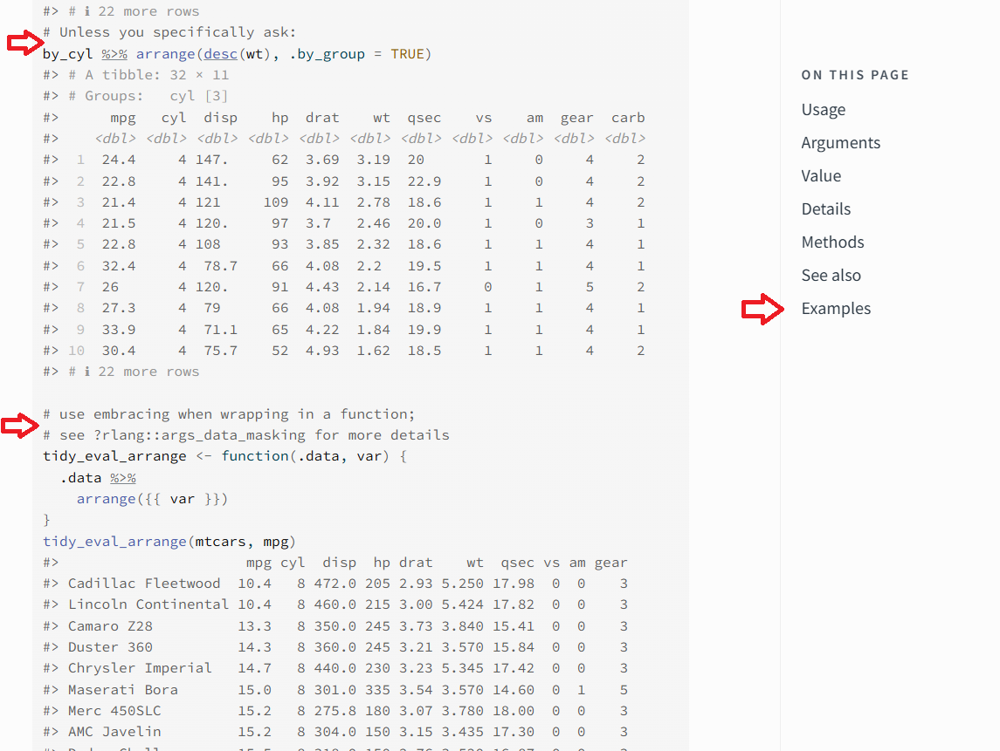 #> # ℹ 22 more rows
# Unless you specifically ask:
by_cyl %>% arrange(desc(wt), .by_group = TRUE)
#> # A tibble: 32 × 11
#> # Groups:   cyl [3]
#>      mpg   cyl  disp    hp  drat    wt  qsec    vs    am  gear  carb
#>    <dbl> <dbl> <dbl> <dbl> <dbl> <dbl> <dbl> <dbl> <dbl> <dbl> <dbl>
#>  1  24.4     4 147.     62  3.69  3.19  20       1     0     4     2
#>  2  22.8     4 141.     95  3.92  3.15  22.9     1     0     4     2
#>  3  21.4     4 121     109  4.11  2.78  18.6     1     1     4     2
#>  4  21.5     4 120.     97  3.7   2.46  20.0     1     0     3     1
#>  5  22.8     4 108      93  3.85  2.32  18.6     1     1     4     1
#>  6  32.4     4  78.7    66  4.08  2.2   19.5     1     1     4     1
#>  7  26       4 120.     91  4.43  2.14  16.7     0     1     5     2
#>  8  27.3     4  79      66  4.08  1.94  18.9     1     1     4     1
#>  9  33.9     4  71.1    65  4.22  1.84  19.9     1     1     4     1
#> 10  30.4     4  75.7    52  4.93  1.62  18.5     1     1     4     2
#> # ℹ 22 more rows
# use embracing when wrapping in a function;
# see ?rlang::args_data_masking for more details
tidy_eval_arrange <- function(.data, var) {
  .data %>%
    arrange({{ var }})
}
tidy_eval_arrange(mtcars, mpg)
#>                      mpg cyl  disp  hp drat    wt  qsec vs am gear
#> Cadillac Fleetwood  10.4   8 472.0 205 2.93 5.250 17.98  0  0    3
#> Lincoln Continental 10.4   8 460.0 215 3.00 5.424 17.82  0  0    3
#> Camaro Z28          13.3   8 350.0 245 3.73 3.840 15.41  0  0    3
#> Duster 360          14.3   8 360.0 245 3.21 3.570 15.84  0  0    3
#> Chrysler Imperial   14.7   8 440.0 230 3.23 5.345 17.42  0  0    3
#> Maserati Bora       15.0   8 301.0 335 3.54 3.570 14.60  0  1    5
#> Merc 450SLC         15.2   8 275.8 180 3.07 3.780 18.00  0  0    3
#> AMC Javelin         15.2   8 304.0 150 3.15 3.435 17.30  0  0    3
ON THIS PAGE
Usage
Arguments
Value
Details
Methods
See also
Examples